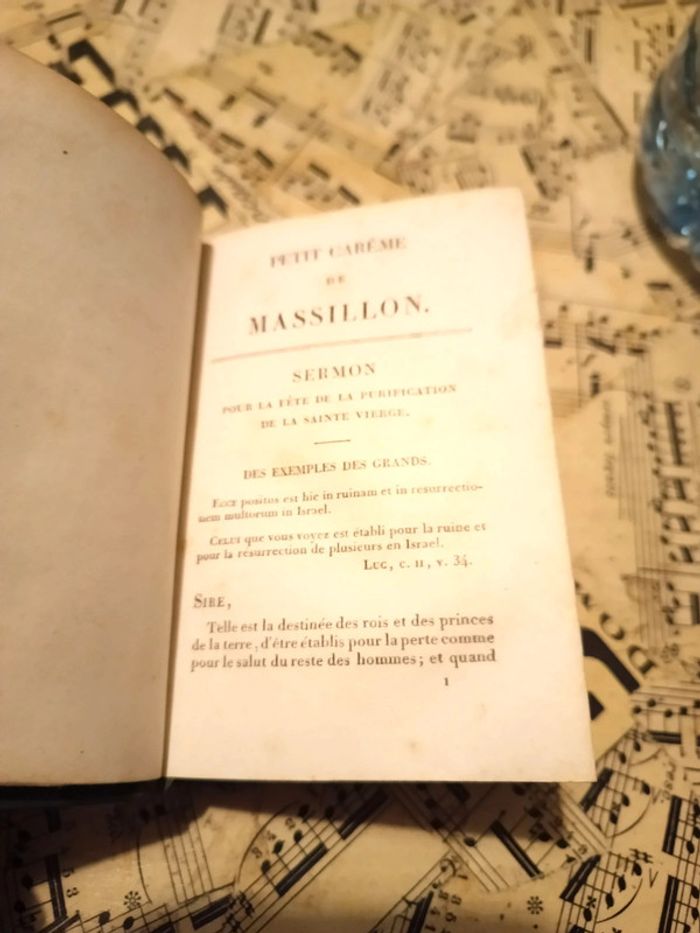 PETIT CARÊME
DE
MASSILLON.
SERMON
POUR LA FÊTE DE LA PURIFICATION
DE LA SAINTE VIERGE.
DES EXEMPLES DES GRANDS.
Ecce positus est hic in ruinam et in resurrectio-
nem multorum in Israel.
Celui que vous voyez est établi pour la ruine et
pour la résurrection de plusieurs en Israel.
Luc, c. II, v. 34.
Sire,
Telle est la destinée des rois et des princes
de la terre, d'être établis pour la perte comme
pour le salut du reste des hommes; et quand
1